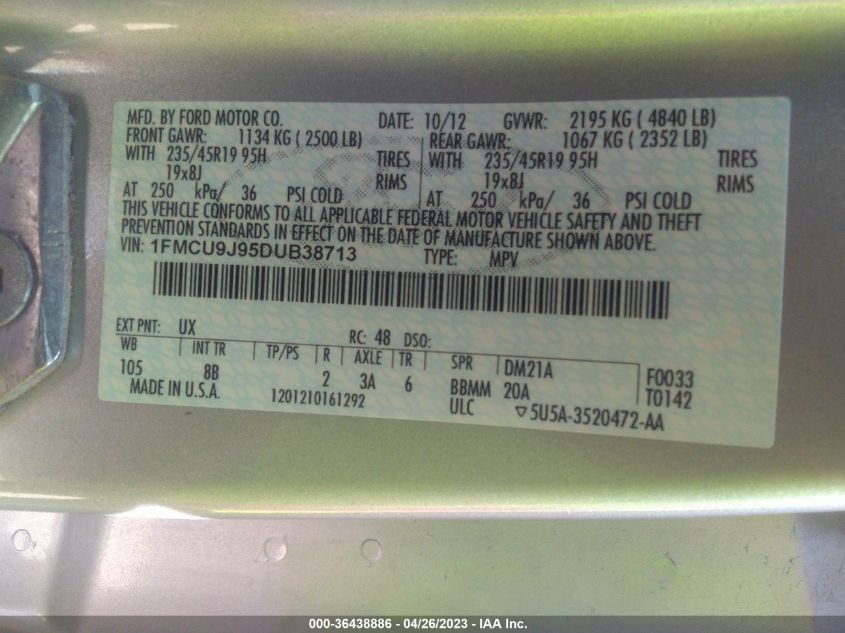 MFD. BY FORD MOTOR CO. DATE: 10/12 GVWR: 2195 KG ( 4840 LB)
FRONT GAWR: 1134 KG ( 2500 LB) REAR GAWR: 1067 KG ( 2352 LB)
WITH 235/45R19 95H TIRES WITH 235/45R19 95H TIRES
19x8J RIMS 19x8J RIMS
AT 250 kPa/ 36 PSI COLD AT 250 kPa/ 36 PSI COLD
THIS VEHICLE CONFORMS TO ALL APPLICABLE FEDERAL MOTOR VEHICLE SAFETY AND THEFT
PREVENTION STANDARDS IN EFFECT ON THE DATE OF MANUFACTURE SHOWN ABOVE.
VIN: 1FMCU9J95DUB38713 TYPE: MPV
EXT PNT: UX RC: 48 DSO:
WB INT TR TP/PS R AXLE TR SPR DM21A F0033
105 8B 2 3A 6 BBMM 20A T0142
MADE IN U.S.A. 1201210161292 ULC ▽5U5A-3520472-AA
000-36438886 - 04/26/2023 - IAA Inc.